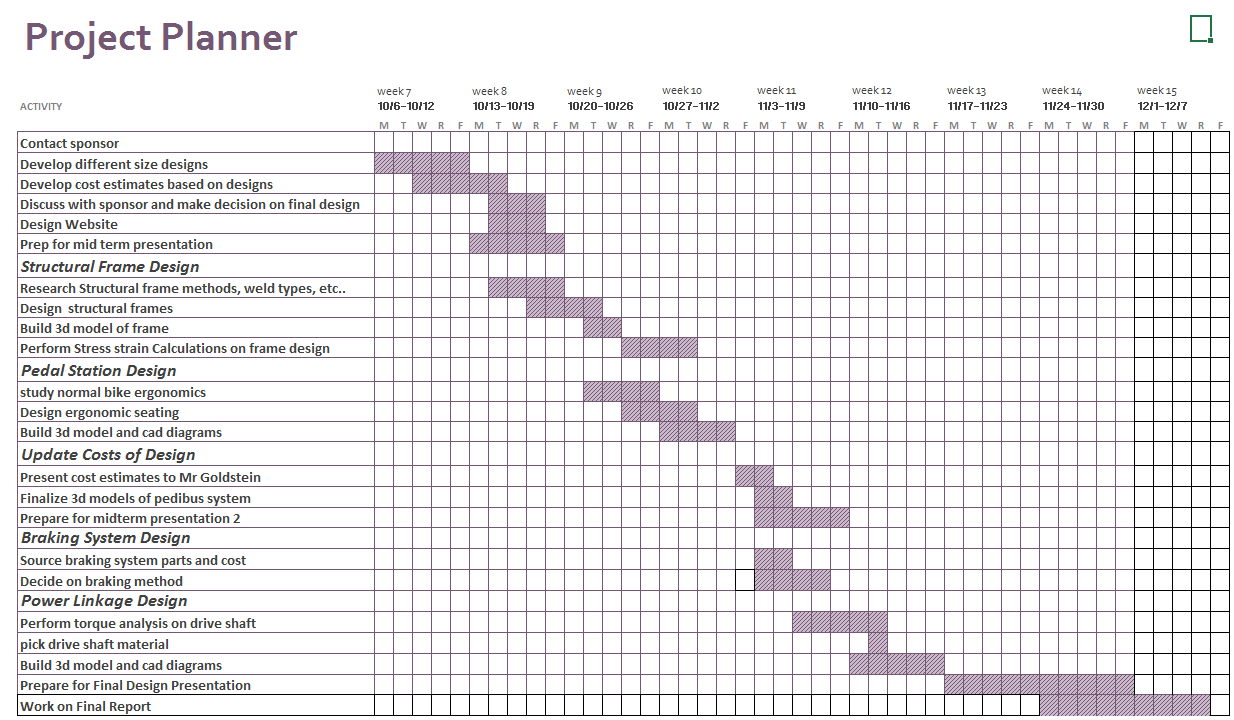 Project Planner
week 7 week 8 week 9 week 10 week 11 week 12 week 13 week 14 week 15
ACTIVITY 10/6-10/12 10/13-10/19 10/20-10/26 10/27-11/2 11/3-11/9 11/10-11/16 11/17-11/23 11/24-11/30 12/1-12/7
M T W R F M T W R F M T W R F M T W R F M T W R F M T W R F M T W R F M T W R F M T W R F
Contact sponsor
Develop different size designs
Develop cost estimates based on designs
Discuss with sponsor and make decision on final design
Design Website
Prep for mid term presentation
Structural Frame Design
Research Structural frame methods, weld types, etc..
Design structural frames
Build 3d model of frame
Perform Stress strain Calculations on frame design
Pedal Station Design
study normal bike ergonomics
Design ergonomic seating
Build 3d model and cad diagrams
Update Costs of Design
Present cost estimates to Mr Goldstein
Finalize 3d models of pedibus system
Prepare for midterm presentation 2
Braking System Design
Source braking system parts and cost
Decide on braking method
Power Linkage Design
Perform torque analysis on drive shaft
pick drive shaft material
Build 3d model and cad diagrams
Prepare for Final Design Presentation
Work on Final Report